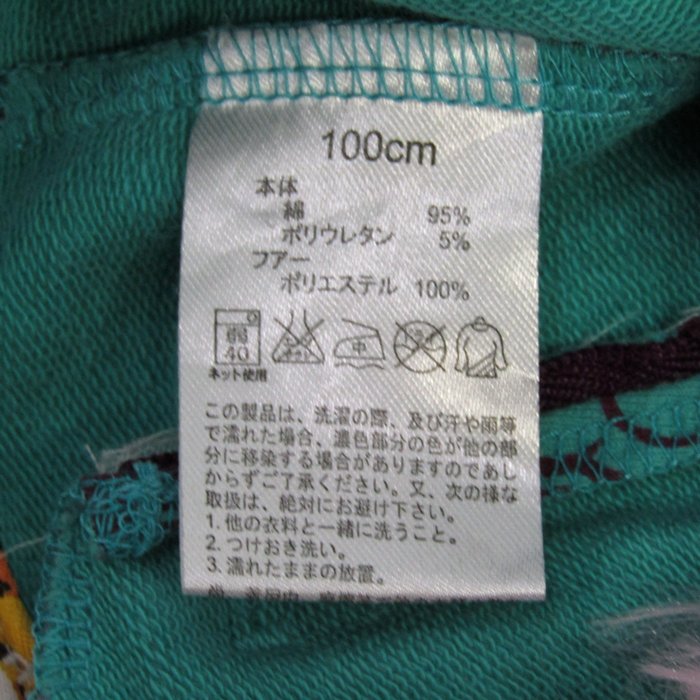 100cm
本体
綿 95%
ポリウレタン 5%
フアー
ポリエステル 100%
40
中
ネット使用
この製品は、洗濯の際、及び汗や雨等
で濡れた場合、濃色部分の色が他の部
分に移染する場合がありますのであし
からずご了承ください。又、次の様な
取扱は、絶対にお避け下さい。
1. 他の衣料と一緒に洗うこと。
2. つけおき洗い。
3. 濡れたままの放置。